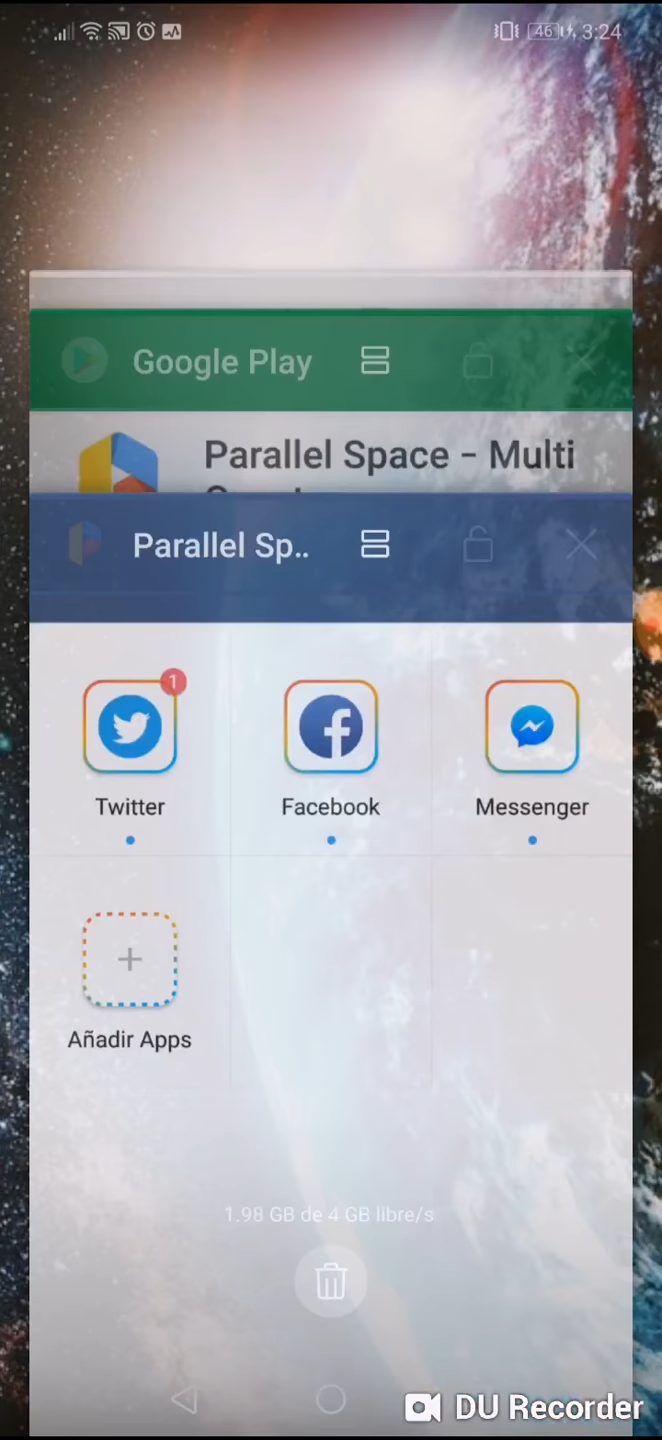 46 3:24
Google Play
Parallel Space - Multi
Parallel Sp..
1
Twitter
Facebook
Messenger
Añadir Apps
1.98 GB de 4 GB libre/s
DU Recorder